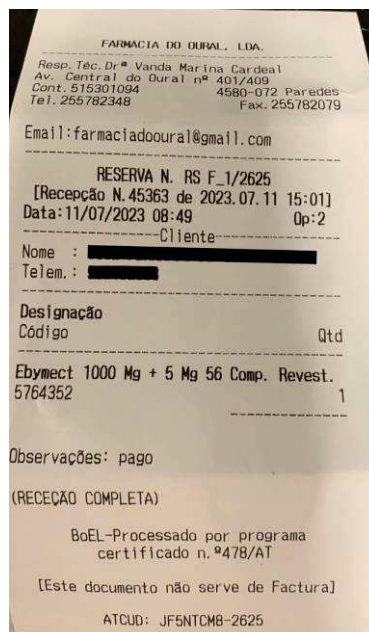 FARMACIA DO OURAL, LDA.
Resp. Téc. Drª Vanda Marina Cardeal
Av. Central do Oural nº 401/409
Cont. 515301094 4580-072 Paredes
Tel. 255782348 Fax. 255782079
Email:farmaciadooural@gmail.com
RESERVA N. RS F_1/2625
[Recepção N.45363 de 2023.07.11 15:01]
Data:11/07/2023 08:49 Op:2
Cliente
Nome :
Telem.:
Designação
Código Qtd
Ebymect 1000 Mg + 5 Mg 56 Comp. Revest.
5764352 1
Observações: pago
(RECEÇÃO COMPLETA)
BoEL-Processado por programa
certificado n.º478/AT
[Este documento não serve de Factura]
ATCUD: JF5NTCM8-2625